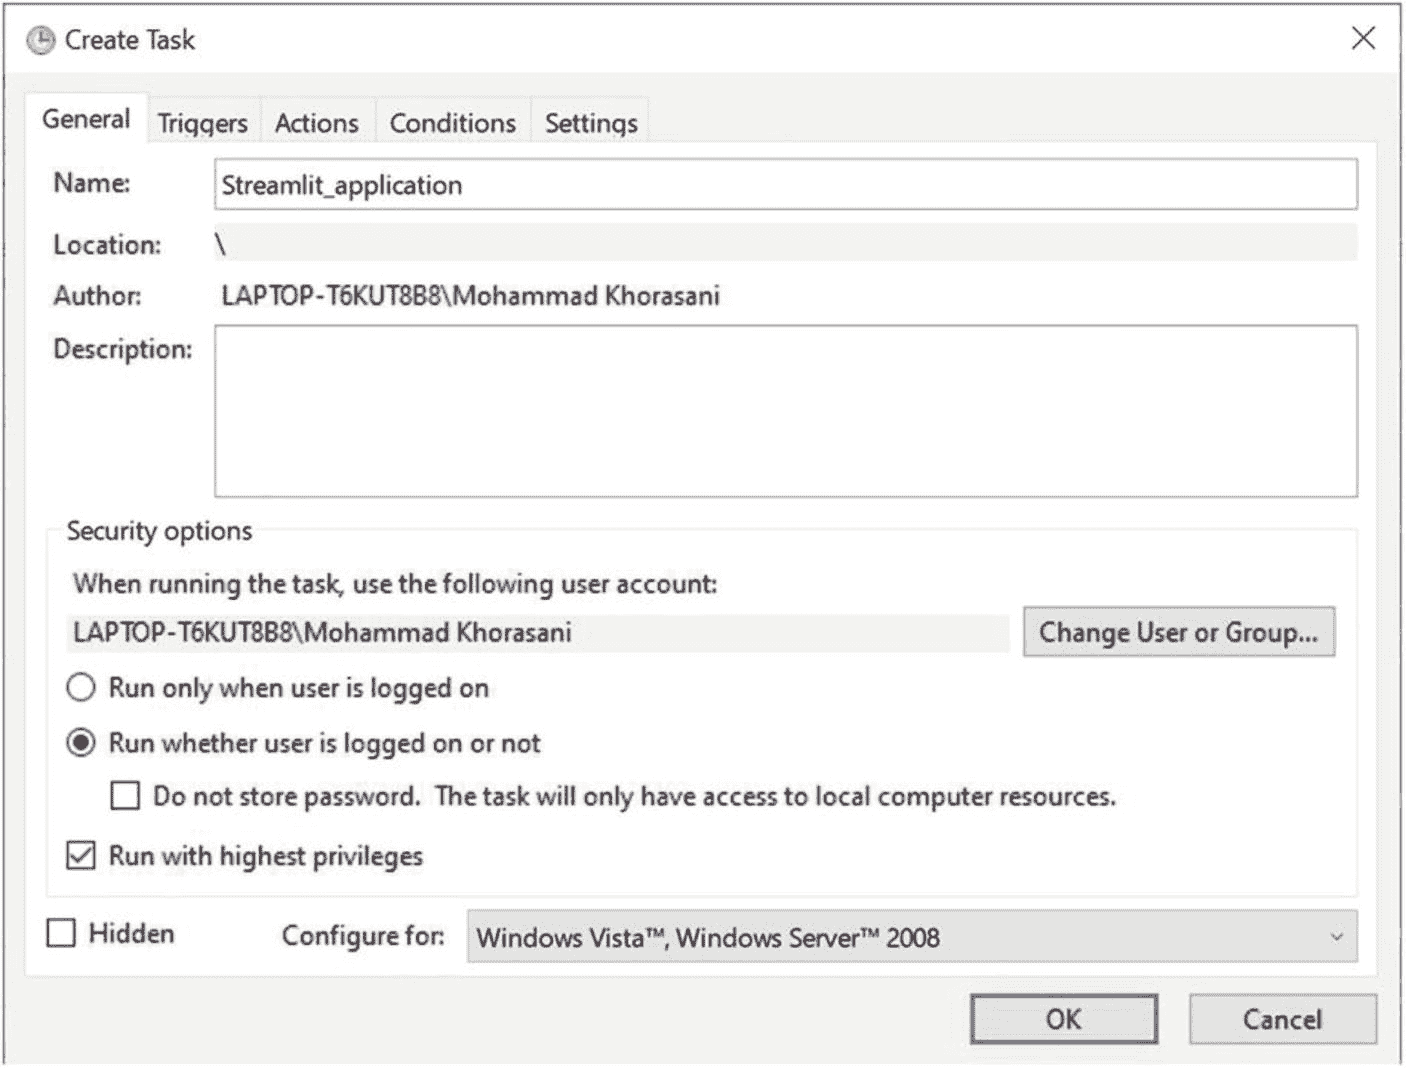 Create Task
General Triggers Actions Conditions Settings
Name: Streamlit_application
Location: \
Author: LAPTOP-T6KUT8B8\Mohammad Khorasani
Description:
Security options
When running the task, use the following user account:
LAPTOP-T6KUT8B8\Mohammad Khorasani Change User or Group...
Run only when user is logged on
Run whether user is logged on or not
Do not store password. The task will only have access to local computer resources.
Run with highest privileges
Hidden Configure for: Windows Vista™, Windows Server™ 2008
OK Cancel